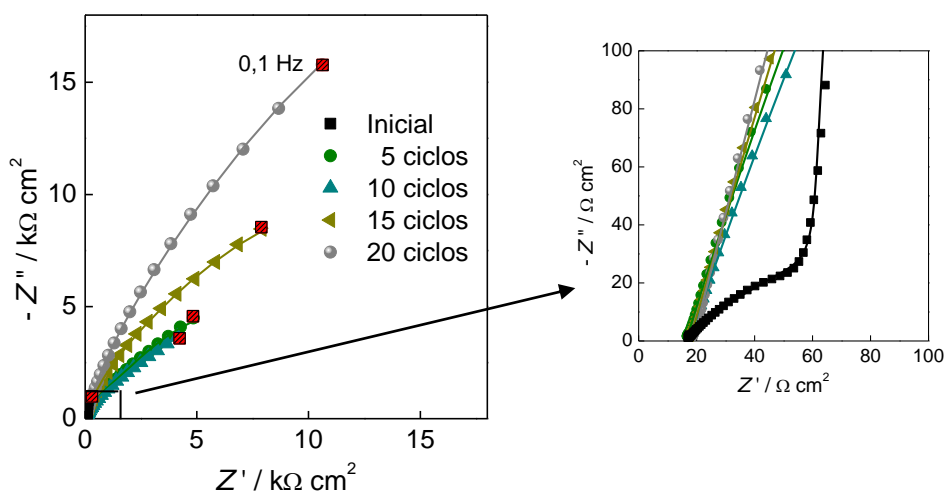 - Z" / kΩ cm²
15
10
5
0
0
5
10
15
Z' / kΩ cm²
0,1 Hz
Inicial
5 ciclos
10 ciclos
15 ciclos
20 ciclos
- Z" / Ω cm²
100
80
60
40
20
0
0
20
40
60
80
100
Z' / Ω cm²